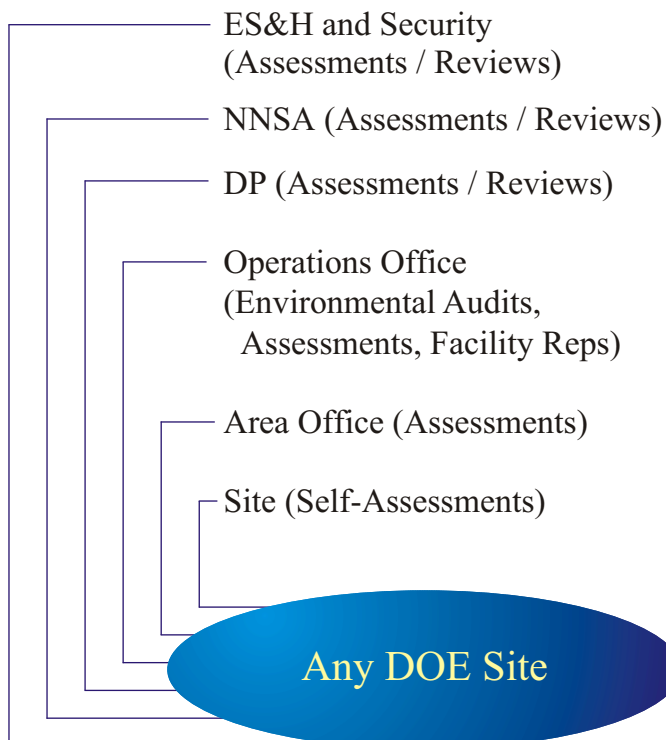 ES&H and Security
(Assessments / Reviews)
NNSA (Assessments / Reviews)
DP (Assessments / Reviews)
Operations Office
(Environmental Audits,
Assessments, Facility Reps)
Area Office (Assessments)
Site (Self-Assessments)
Any DOE Site